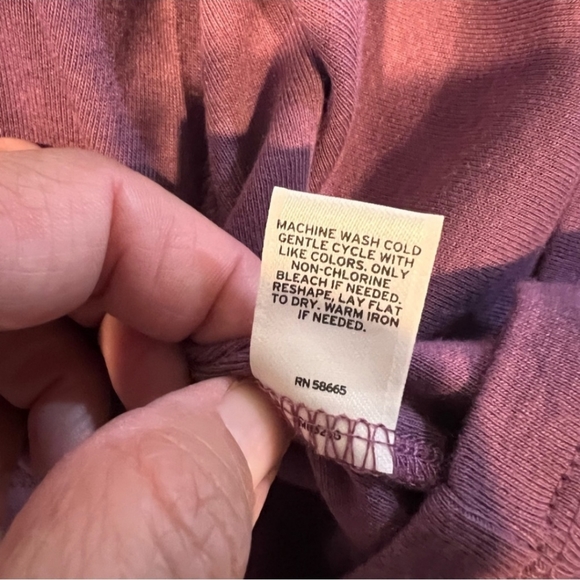 MACHINE WASH COLD
GENTLE CYCLE WITH
LIKE COLORS. ONLY
NON-CHLORINE
BLEACH IF NEEDED.
RESHAPE, LAY FLAT
TO DRY. WARM IRON
IF NEEDED.
RN 58665